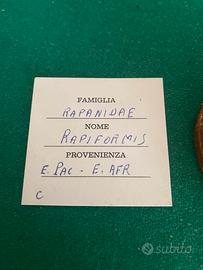 FAMIGLIA
RAPANIDAE
NOME
RAPIFORMIS
PROVENIENZA
E. PAC - E. AFR
C
subito